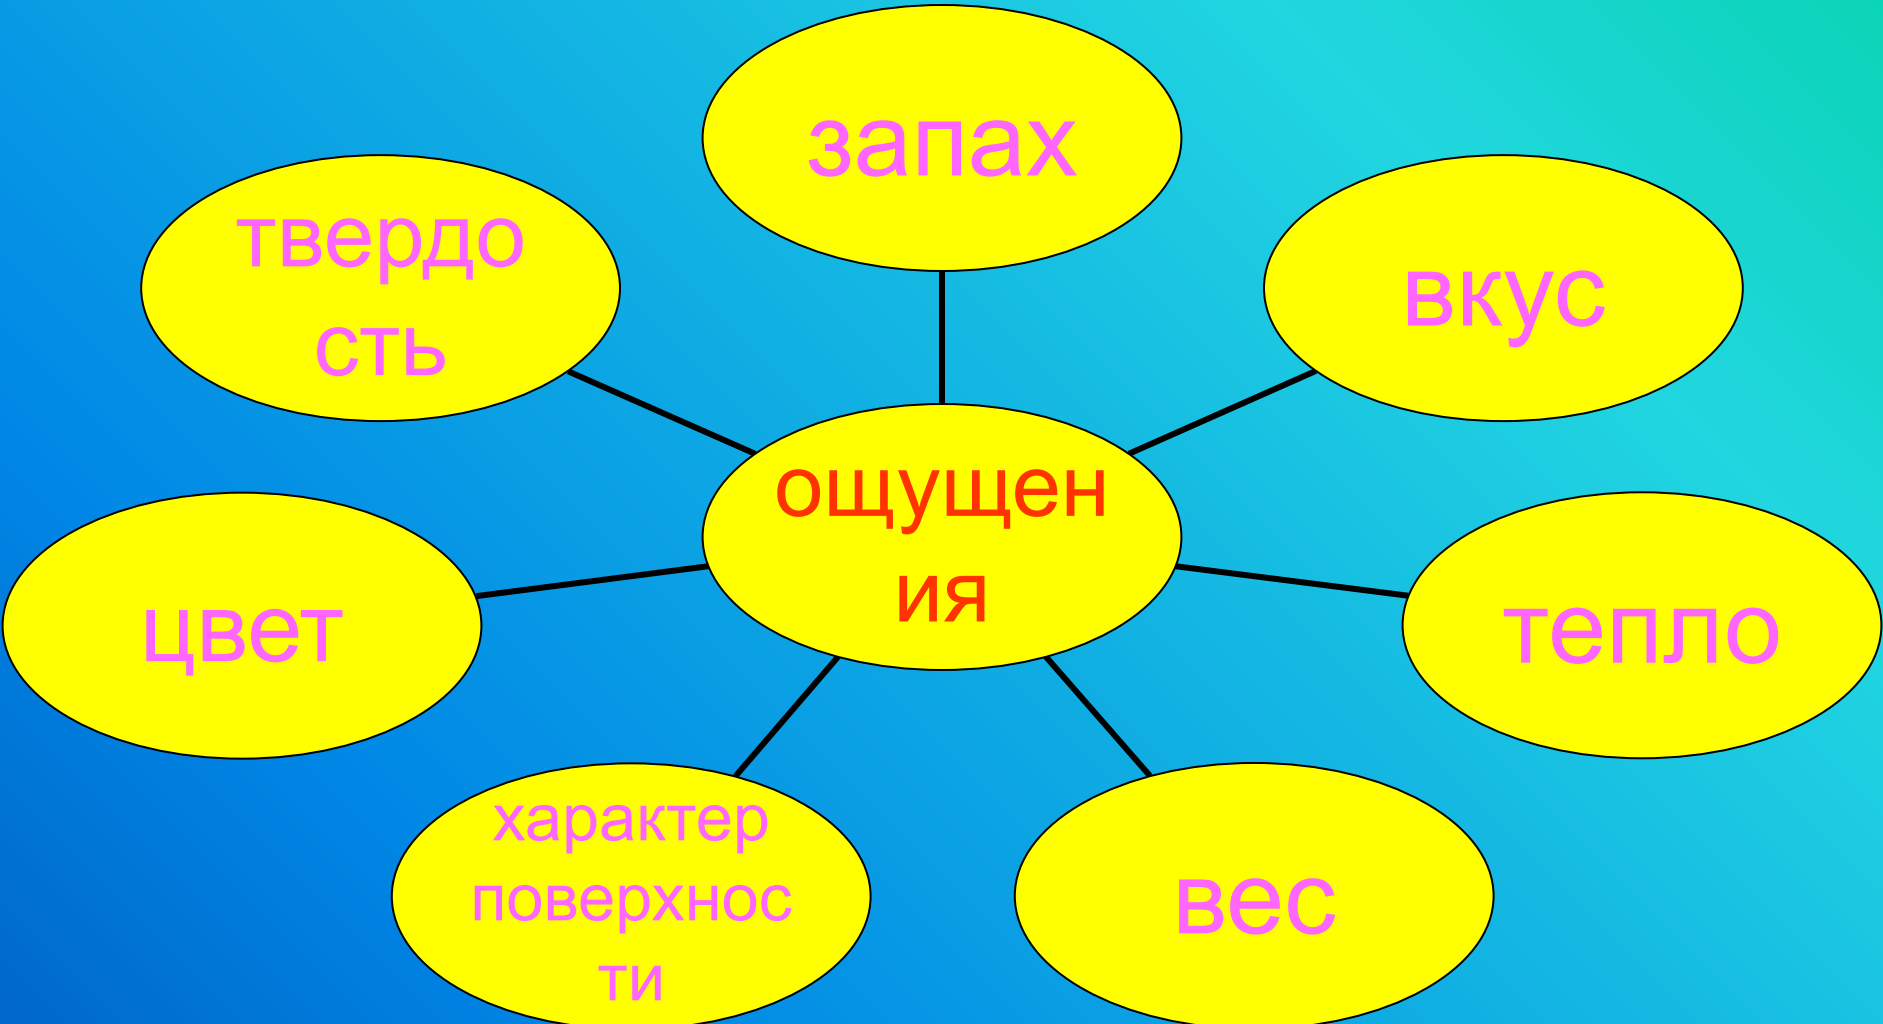 запах
твердо
сть
вкус
ощущен
ия
цвет
тепло
характер
поверхнос
ти
вес